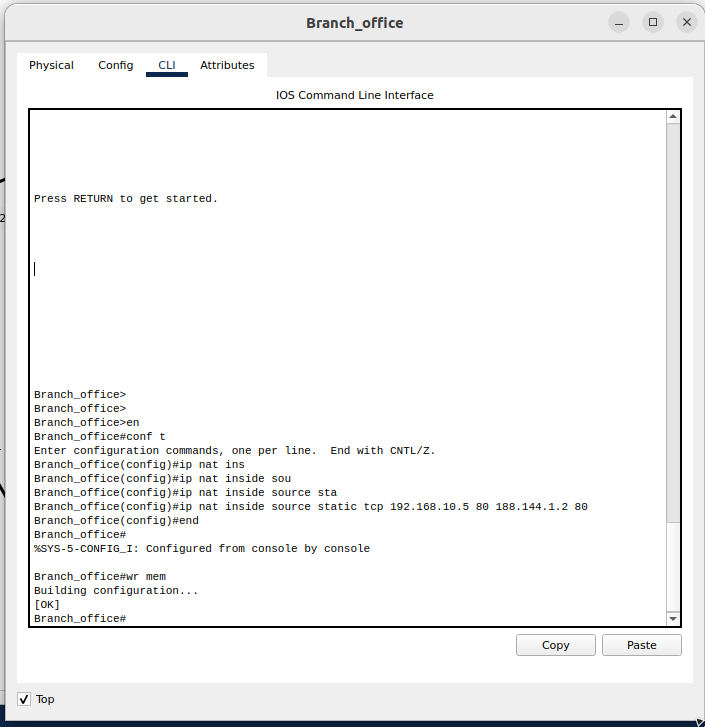 Branch_office
Physical Config CLI Attributes
IOS Command Line Interface
Press RETURN to get started.
Branch_office>
Branch_office>
Branch_office>en
Branch_office#conf t
Enter configuration commands, one per line.  End with CNTL/Z.
Branch_office(config)#ip nat ins
Branch_office(config)#ip nat inside sou
Branch_office(config)#ip nat inside source sta
Branch_office(config)#ip nat inside source static tcp 192.168.10.5 80 188.144.1.2 80
Branch_office(config)#end
Branch_office#
%SYS-5-CONFIG_I: Configured from console by console
Branch_office#wr mem
Building configuration...
[OK]
Branch_office#
Copy Paste
Top
2